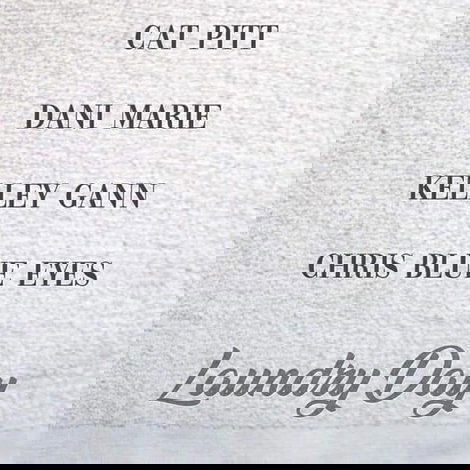 CAT PITT
DANI MARIE
KELLEY GANN
CHRIS BLUE EYES
Laundry Day